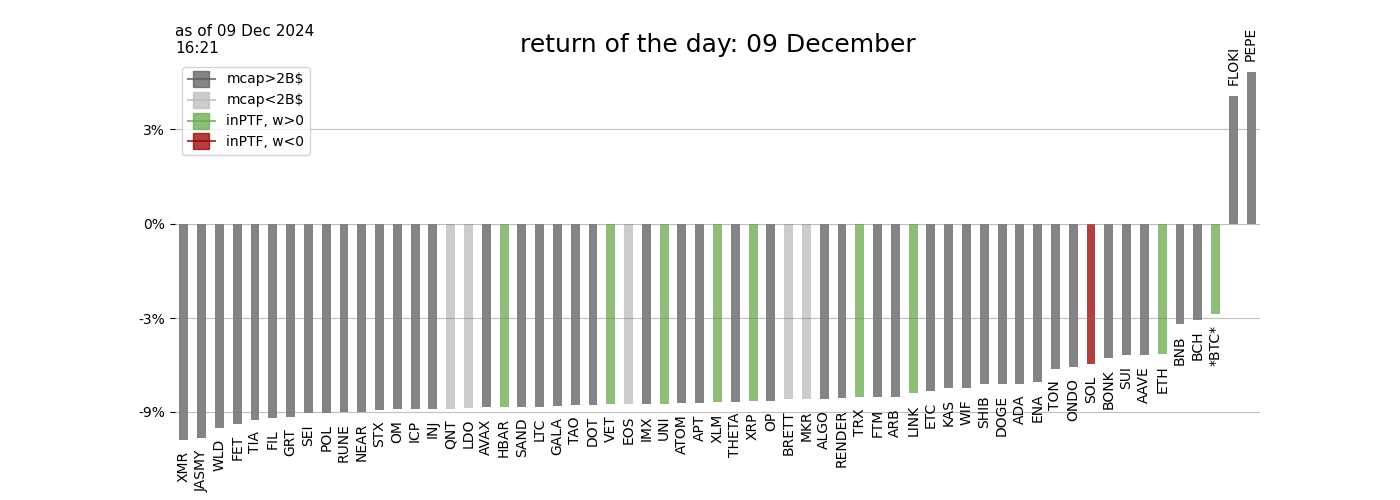 as of 09 Dec 2024
16:21
return of the day: 09 December
mcap>2B$
mcap<2B$
inPTF, w>0
inPTF, w<0
3%
0%
-3%
-9%
XMR
JASMY
WLD
FET
TIA
FIL
GRT
SEI
POL
RUNE
NEAR
STX
OM
ICP
INJ
QNT
LDO
AVAX
HBAR
SAND
LTC
GALA
TAO
DOT
VET
EOS
IMX
UNI
ATOM
APT
XLM
THETA
XRP
OP
BRETT
MKR
ALGO
RENDER
TRX
FTM
ARB
LINK
ETC
KAS
WIF
SHIB
DOGE
ADA
ENA
TON
ONDO
SOL
BONK
SUI
AAVE
ETH
BNB
BCH
*BTC*
FLOKI
PEPE